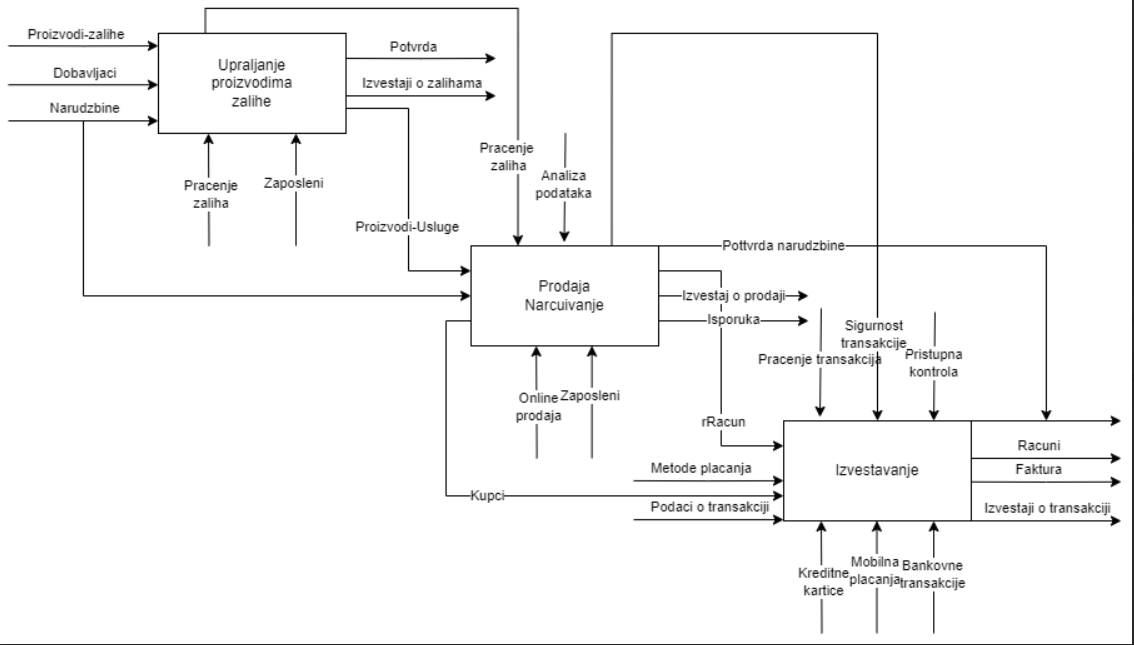 Proizvodi-zalihe
Dobavljaci
Narudzbine
Upraljanje
proizvodima
zalihe
Potvrda
Izvestaji o zalihama
Pracenje
zaliha
Zaposleni
Proizvodi-Usluge
Pracenje
zaliha
Analiza
podataka
Prodaja
Narcuivanje
Pottvrda narudzbine
Izvestaj o prodaji
Isporuka
Online
prodaja
Zaposleni
rRacun
Kupci
Pracenje transakcija
Sigurnost
transakcije
Pristupna
kontrola
Metode placanja
Podaci o transakciji
Izvestavanje
Racuni
Faktura
Izvestaji o transakciji
Kreditne
kartice
Mobilna
placanja
Bankovne
transakcije